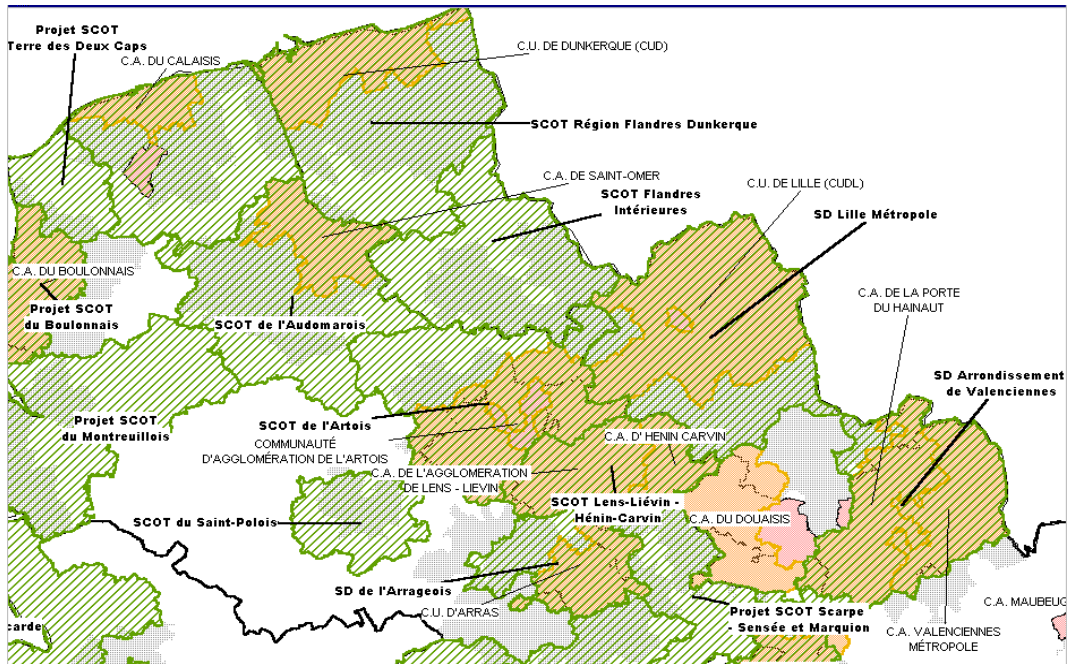 Projet SCOT
Terre des Deux Caps
C.A. DU CALAISIS
C.U. DE DUNKERQUE (CUD)
SCOT Région Flandres Dunkerque
C.A. DE SAINT-OMER
SCOT Flandres
Intérieures
C.U. DE LILLE (CUDL)
SD Lille Métropole
C.A. DU BOULONNAIS
Projet SCOT
du Boulonnais
SCOT de l'Audomarois
C.A. DE LA PORTE
DU HAINAUT
SD Arrondissement
de Valenciennes
Projet SCOT
du Montreuillois
SCOT de l'Artois
COMMUNAUTÉ
D'AGGLOMÉRATION DE L'ARTOIS
C.A. D' HENIN CARVIN
C.A. DE L'AGGLOMERATION
DE LENS - LIEVIN
SCOT Lens-Liévin -
Hénin-Carvin
SCOT du Saint-Polois
C.A. DU DOUAISIS
SD de l'Arrageois
C.U. D'ARRAS
Projet SCOT Scarpe
- Sensée et Marquion
C.A. MAUBEUG
C.A. VALENCIENNES
MÉTROPOLE
icarde